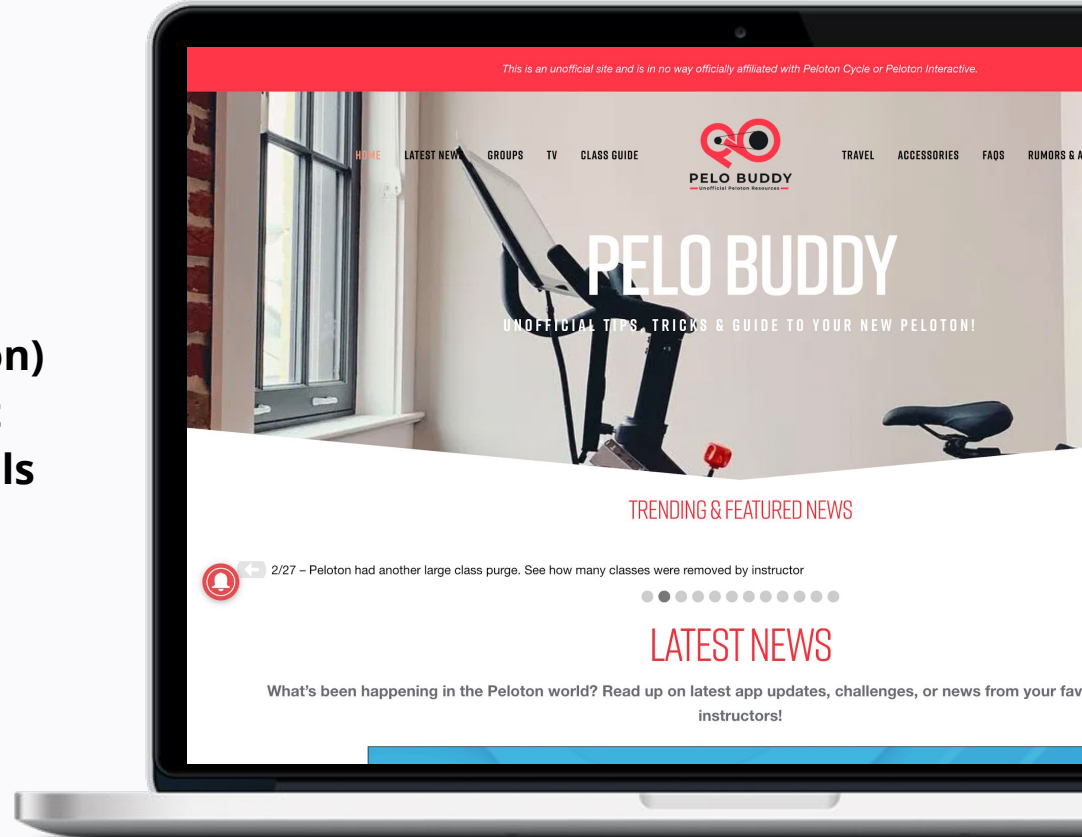 This is an unofficial site and is in no way officially affiliated with Peloton Cycle or Peloton Interactive.
HOME LATEST NEWS GROUPS TV CLASS GUIDE TRAVEL ACCESSORIES FAQS RUMORS & A
PELO BUDDY
Unofficial Peloton Resources
PELO BUDDY
UNOFFICIAL TIPS, TRICKS & GUIDE TO YOUR NEW PELOTON!
on)
ls
TRENDING & FEATURED NEWS
2/27 – Peloton had another large class purge. See how many classes were removed by instructor
LATEST NEWS
What's been happening in the Peloton world? Read up on latest app updates, challenges, or news from your fav
instructors!